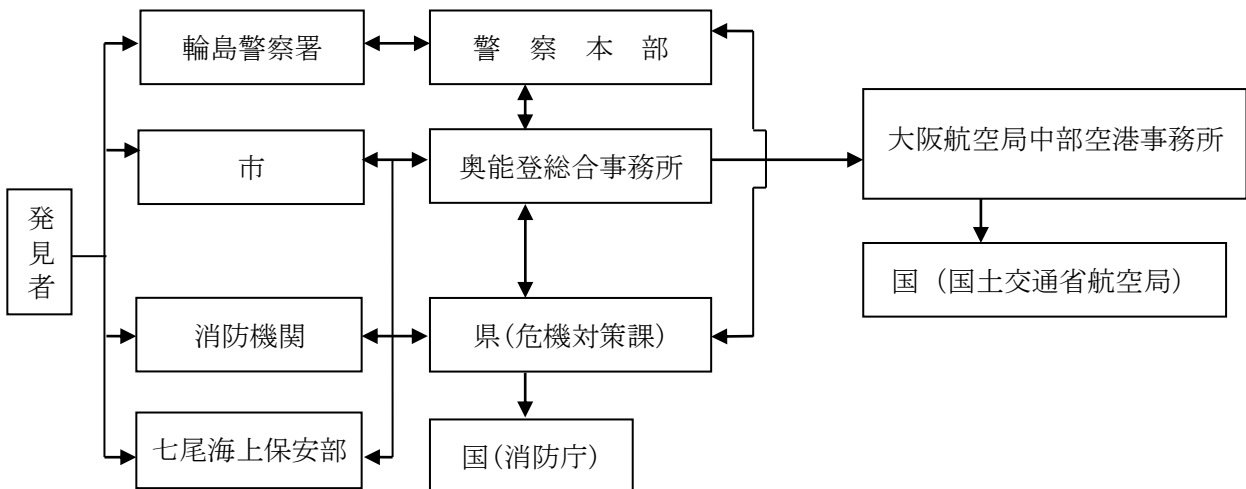 輪島警察署
警察本部
大阪航空局中部空港事務所
市
奥能登総合事務所
発見者
国（国土交通省航空局）
消防機関
県(危機対策課)
七尾海上保安部
国(消防庁)